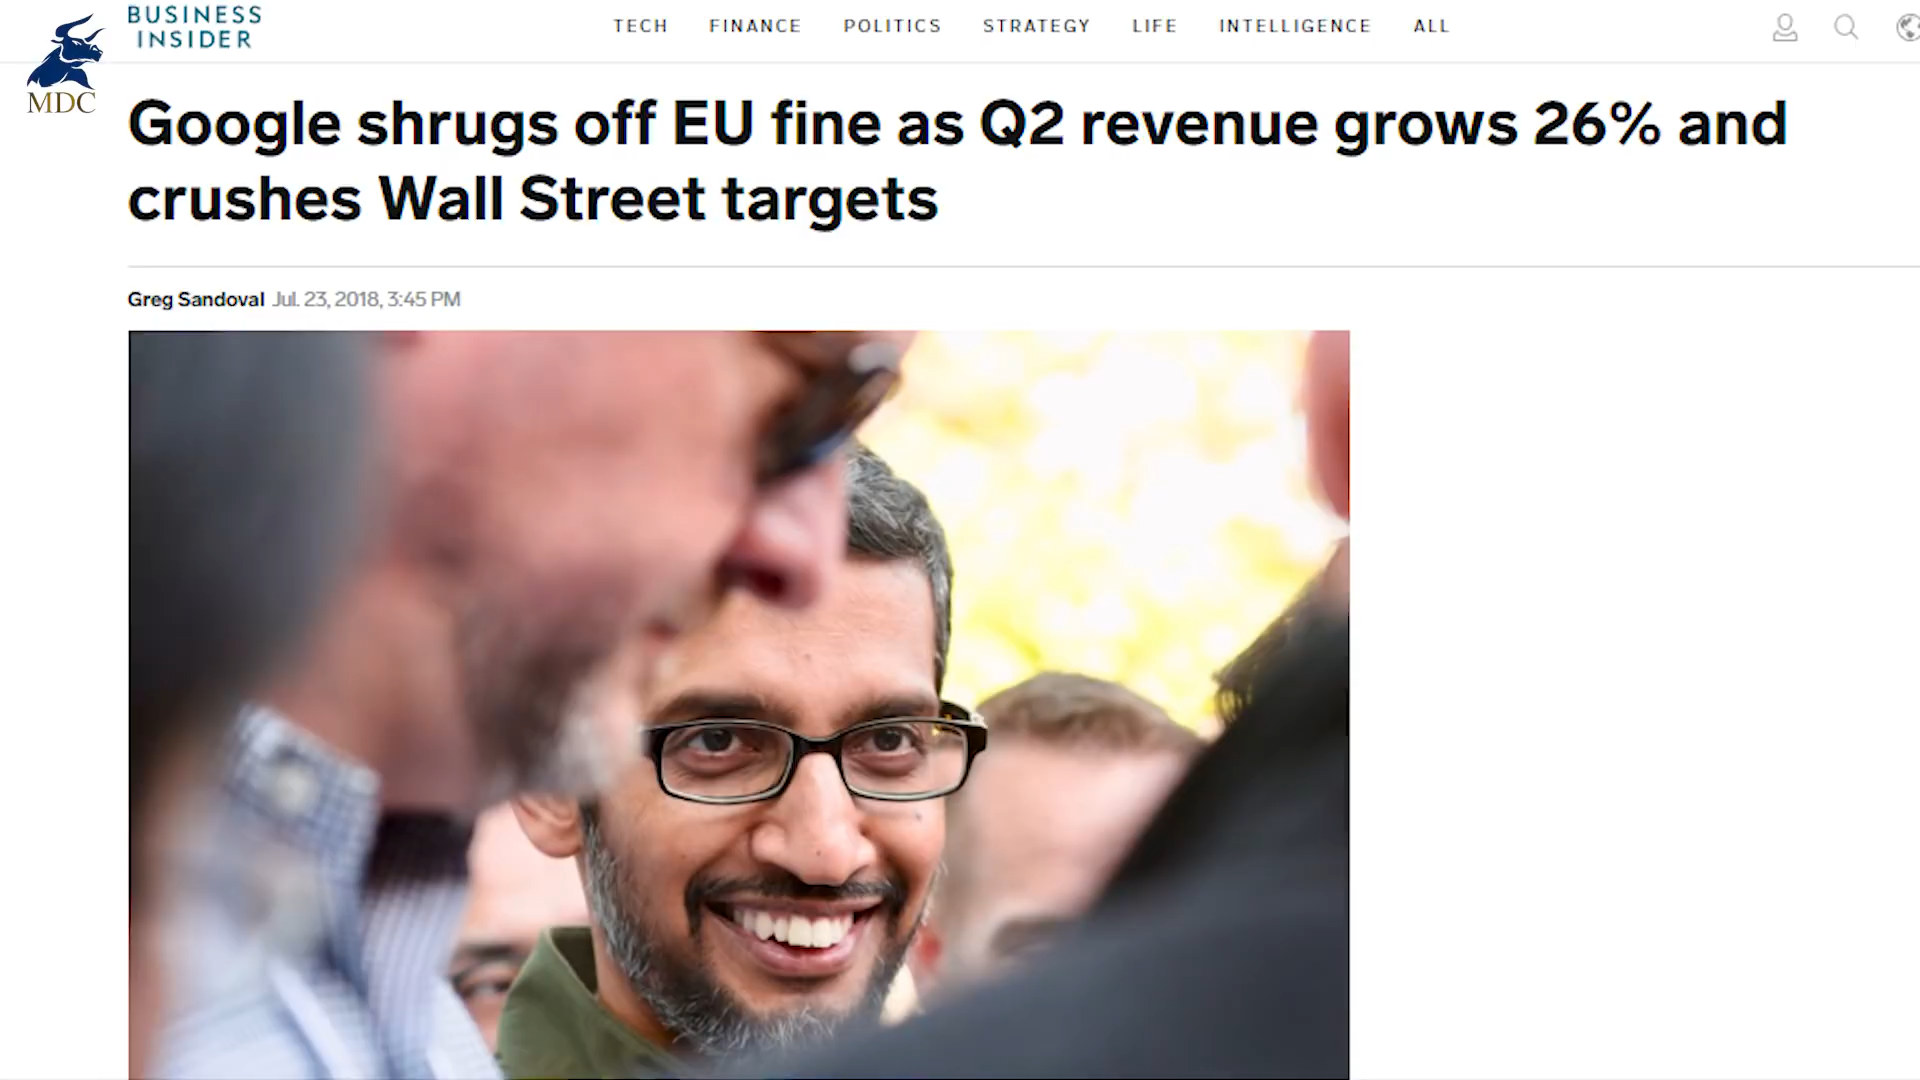 BUSINESS
INSIDER
TECH FINANCE POLITICS STRATEGY LIFE INTELLIGENCE ALL
MDC
Google shrugs off EU fine as Q2 revenue grows 26% and
crushes Wall Street targets
Greg Sandoval Jul. 23, 2018, 3:45 PM